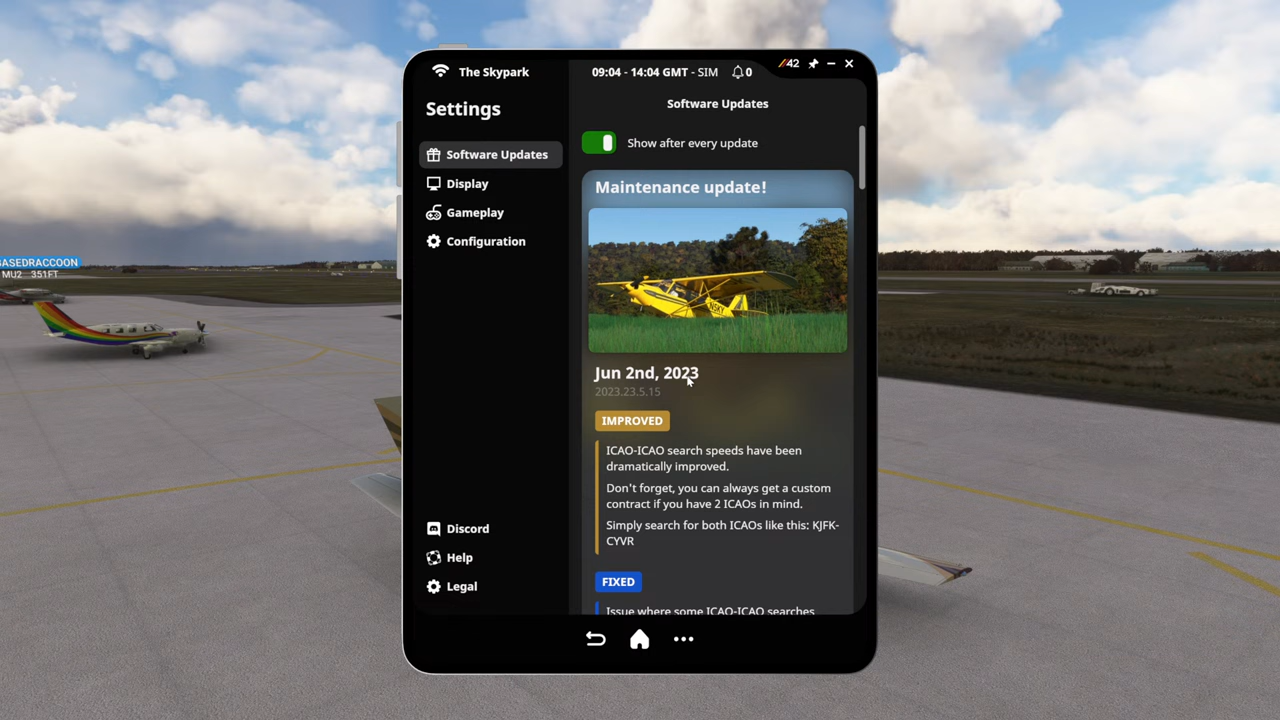 The Skypark
09:04 - 14:04 GMT - SIM
0
//42
Settings
Software Updates
Display
Gameplay
Configuration
Discord
Help
Legal
Software Updates
Show after every update
Maintenance update!
Jun 2nd, 2023
2023.23.5.15
IMPROVED
ICAO-ICAO search speeds have been
dramatically improved.
Don't forget, you can always get a custom
contract if you have 2 ICAOs in mind.
Simply search for both ICAOs like this: KJFK-
CYVR
FIXED
Issue where some ICAO-ICAO searches
BASEDRACCOON
MU2 351FT